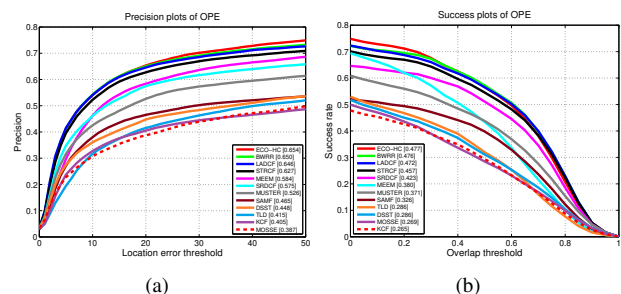 Precision plots of OPE
Precision
0.8
0.7
0.6
0.5
0.4
0.3
0.2
0.1
0
0 10 20 30 40 50
Location error threshold
ECO-HC [0.654]
BWRR [0.650]
LADCF [0.646]
STRCF [0.627]
MEEM [0.584]
SRDCF [0.575]
MUSTER [0.526]
SAMF [0.465]
DSST [0.448]
TLD [0.415]
KCF [0.405]
MOSSE [0.387]
(a)
Success plots of OPE
Success rate
0.8
0.7
0.6
0.5
0.4
0.3
0.2
0.1
0
0 0.2 0.4 0.6 0.8 1
Overlap threshold
ECO-HC [0.477]
BWRR [0.476]
LADCF [0.472]
STRCF [0.457]
SRDCF [0.423]
MEEM [0.380]
MUSTER [0.371]
SAMF [0.326]
TLD [0.286]
DSST [0.286]
MOSSE [0.269]
KCF [0.265]
(b)